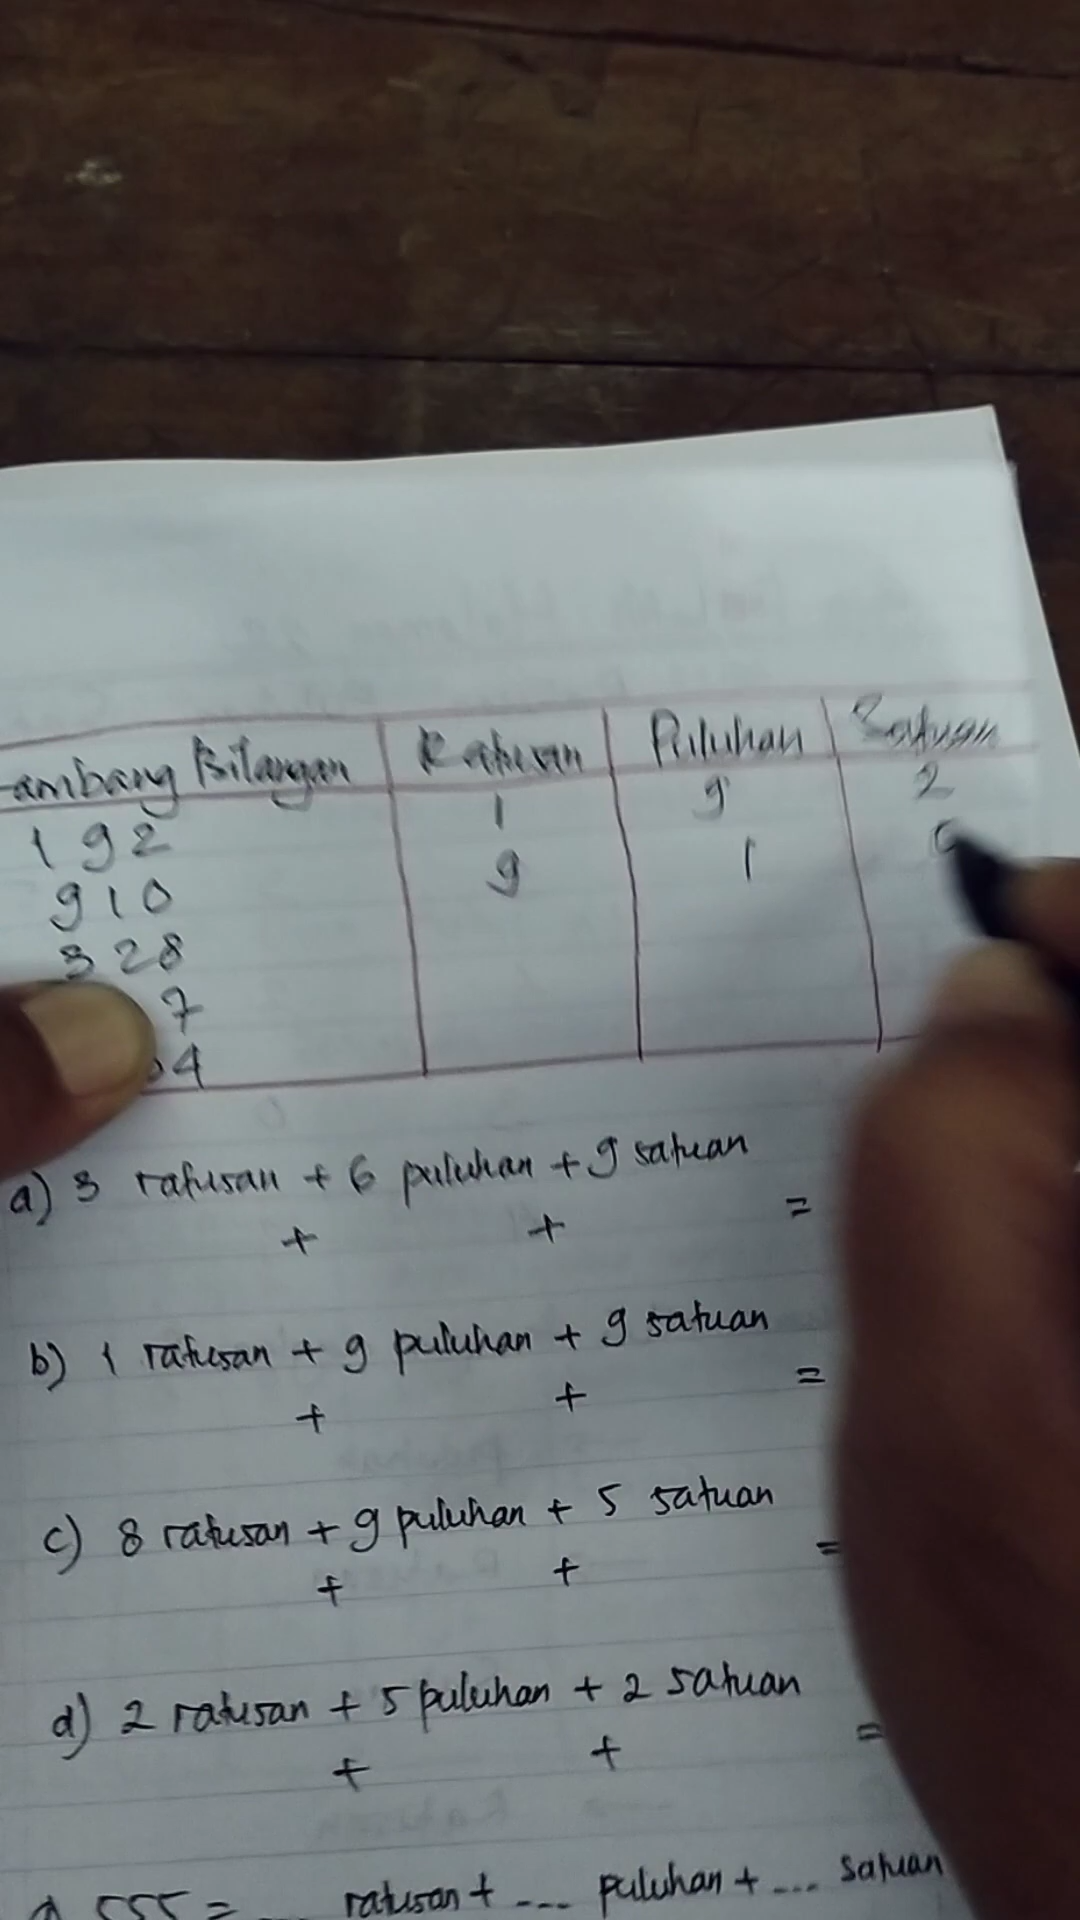 ambang Bilangan Ratusan Puluhan Satuan
192 1 9 2
910 9 1
328
7
4
a) 3 ratusan + 6 puluhan + 9 satuan
+ + =
b) 1 ratusan + 9 puluhan + 9 satuan
+ + =
c) 8 ratusan + 9 puluhan + 5 satuan
+ + =
d) 2 ratusan + 5 puluhan + 2 satuan
+ + =
555 = ... ratusan + ... puluhan + ... satuan